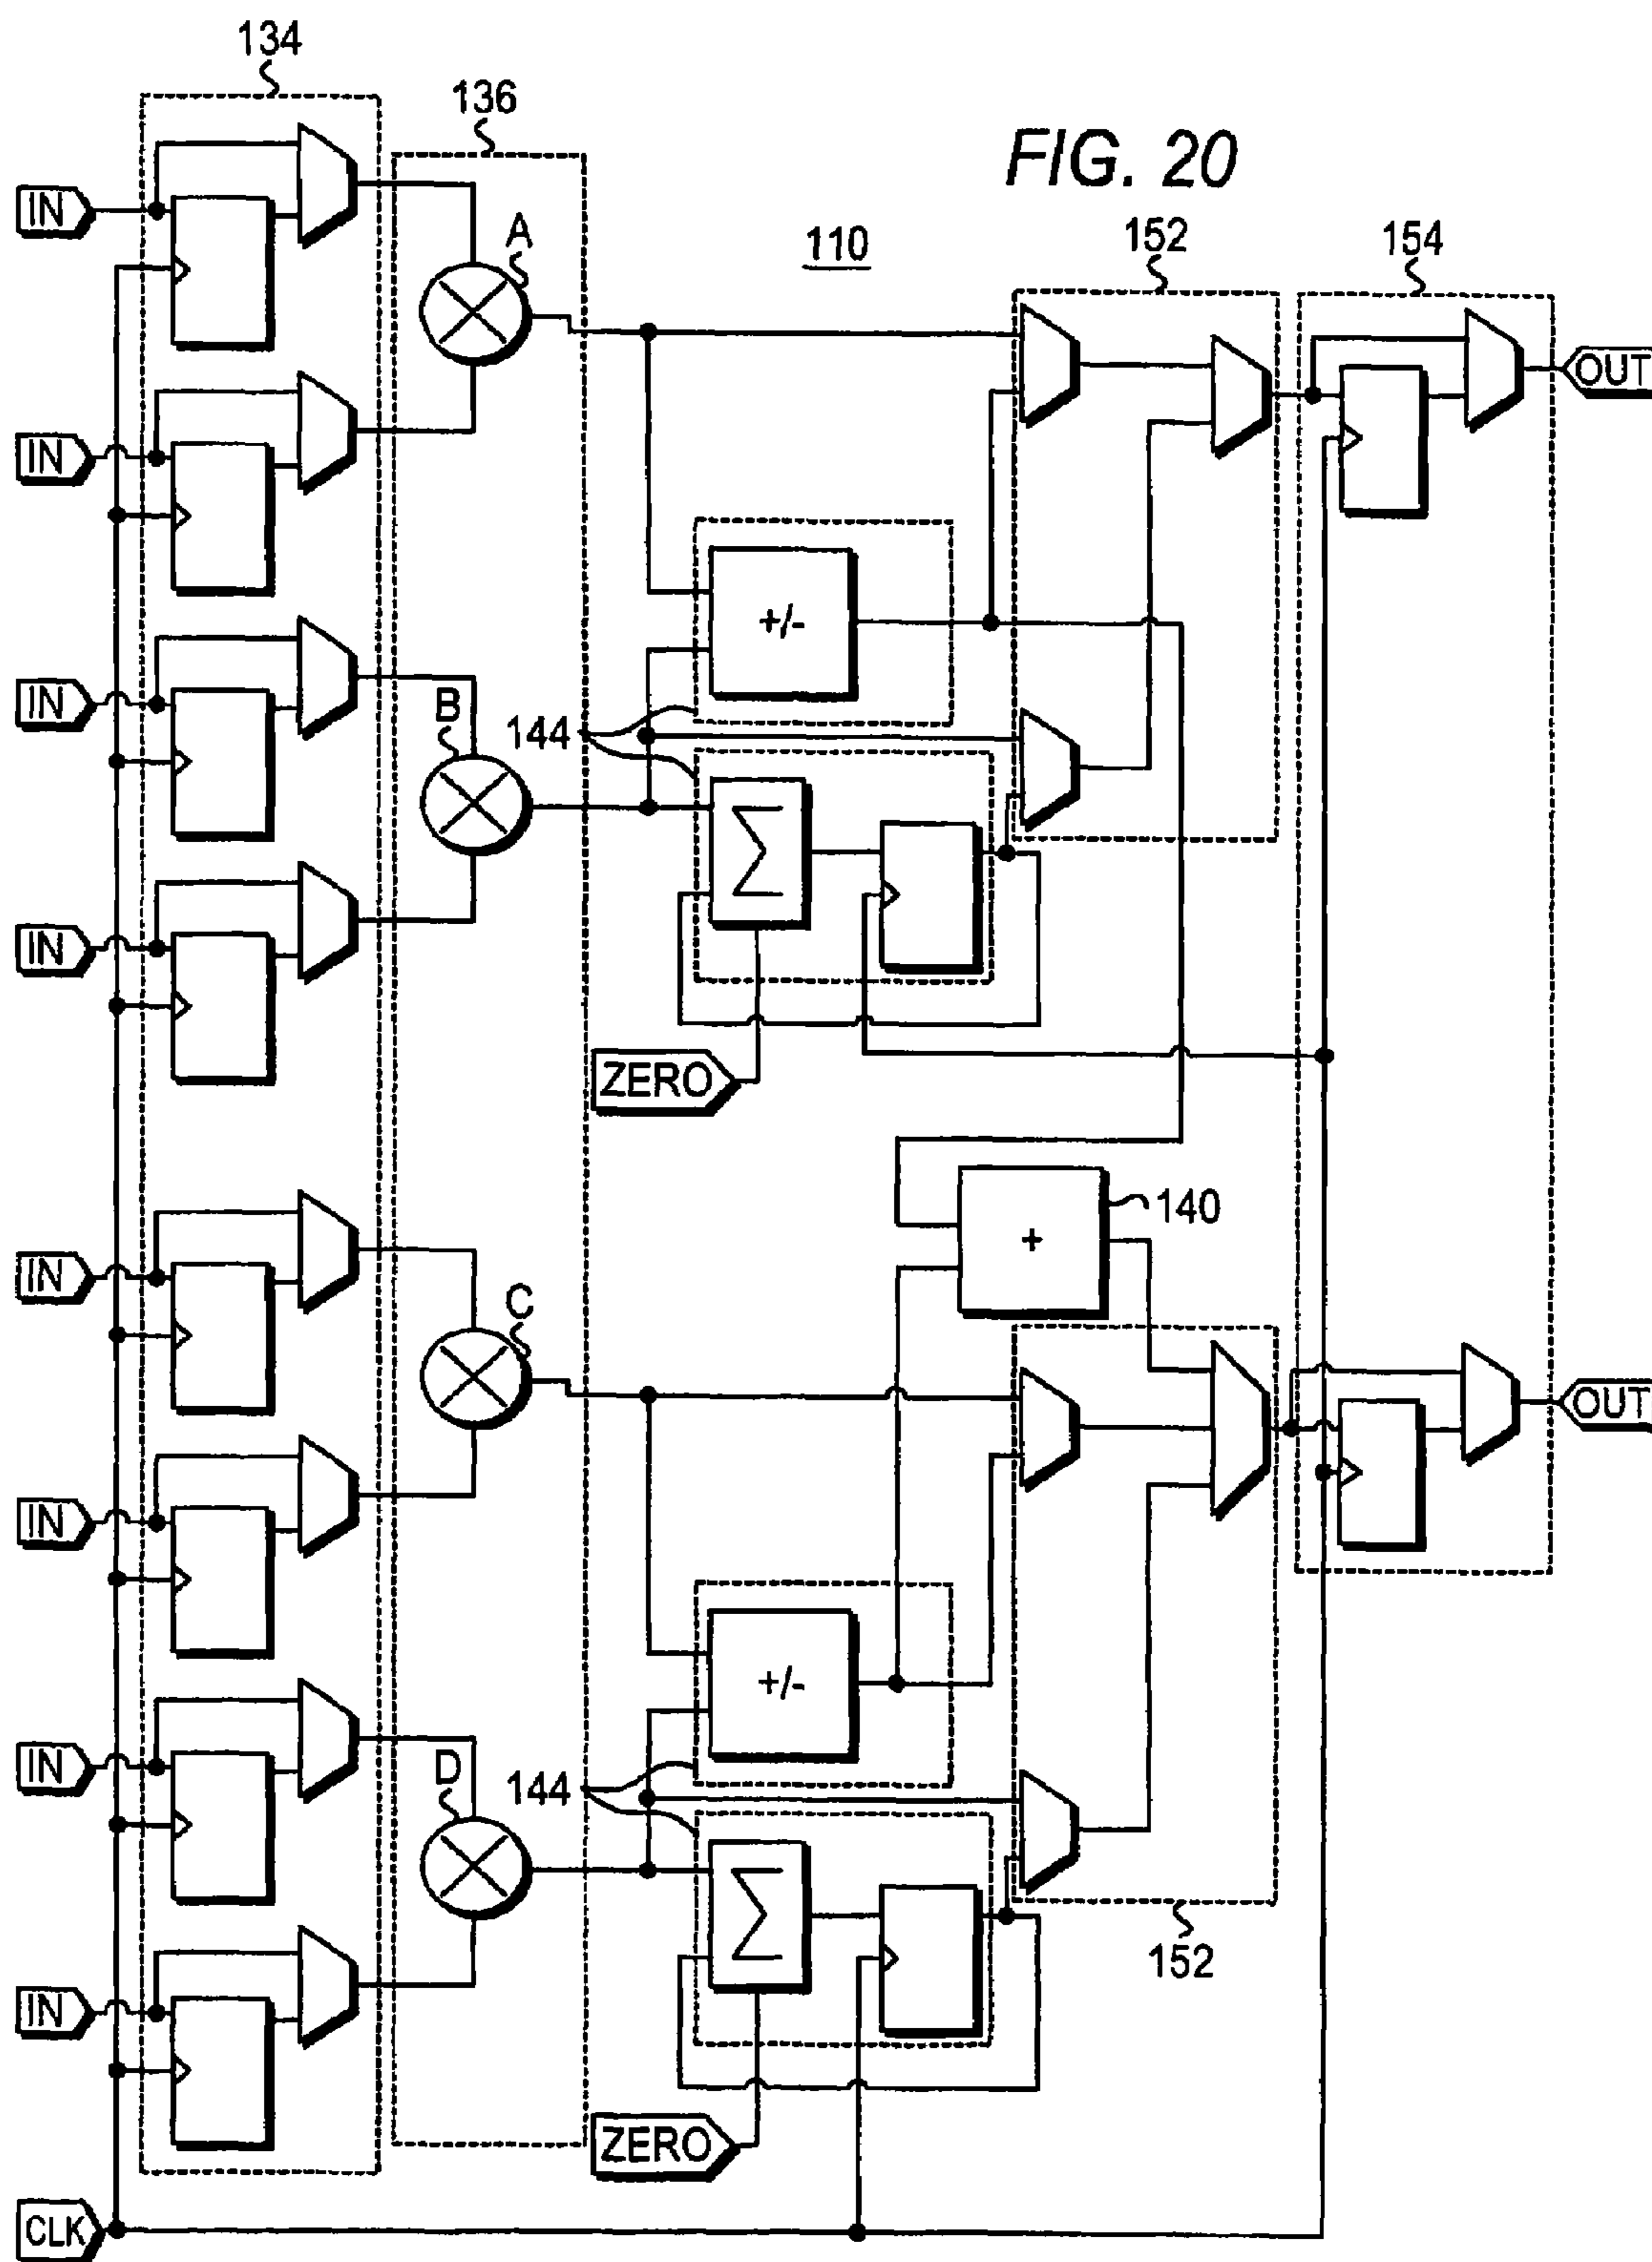 134
136
FIG. 20
IN
A
110
152
154
OUT
IN
+/-
IN
B
144
Σ
IN
ZERO
140
+
IN
C
OUT
IN
+/-
IN
D
144
Σ
152
IN
ZERO
CLK